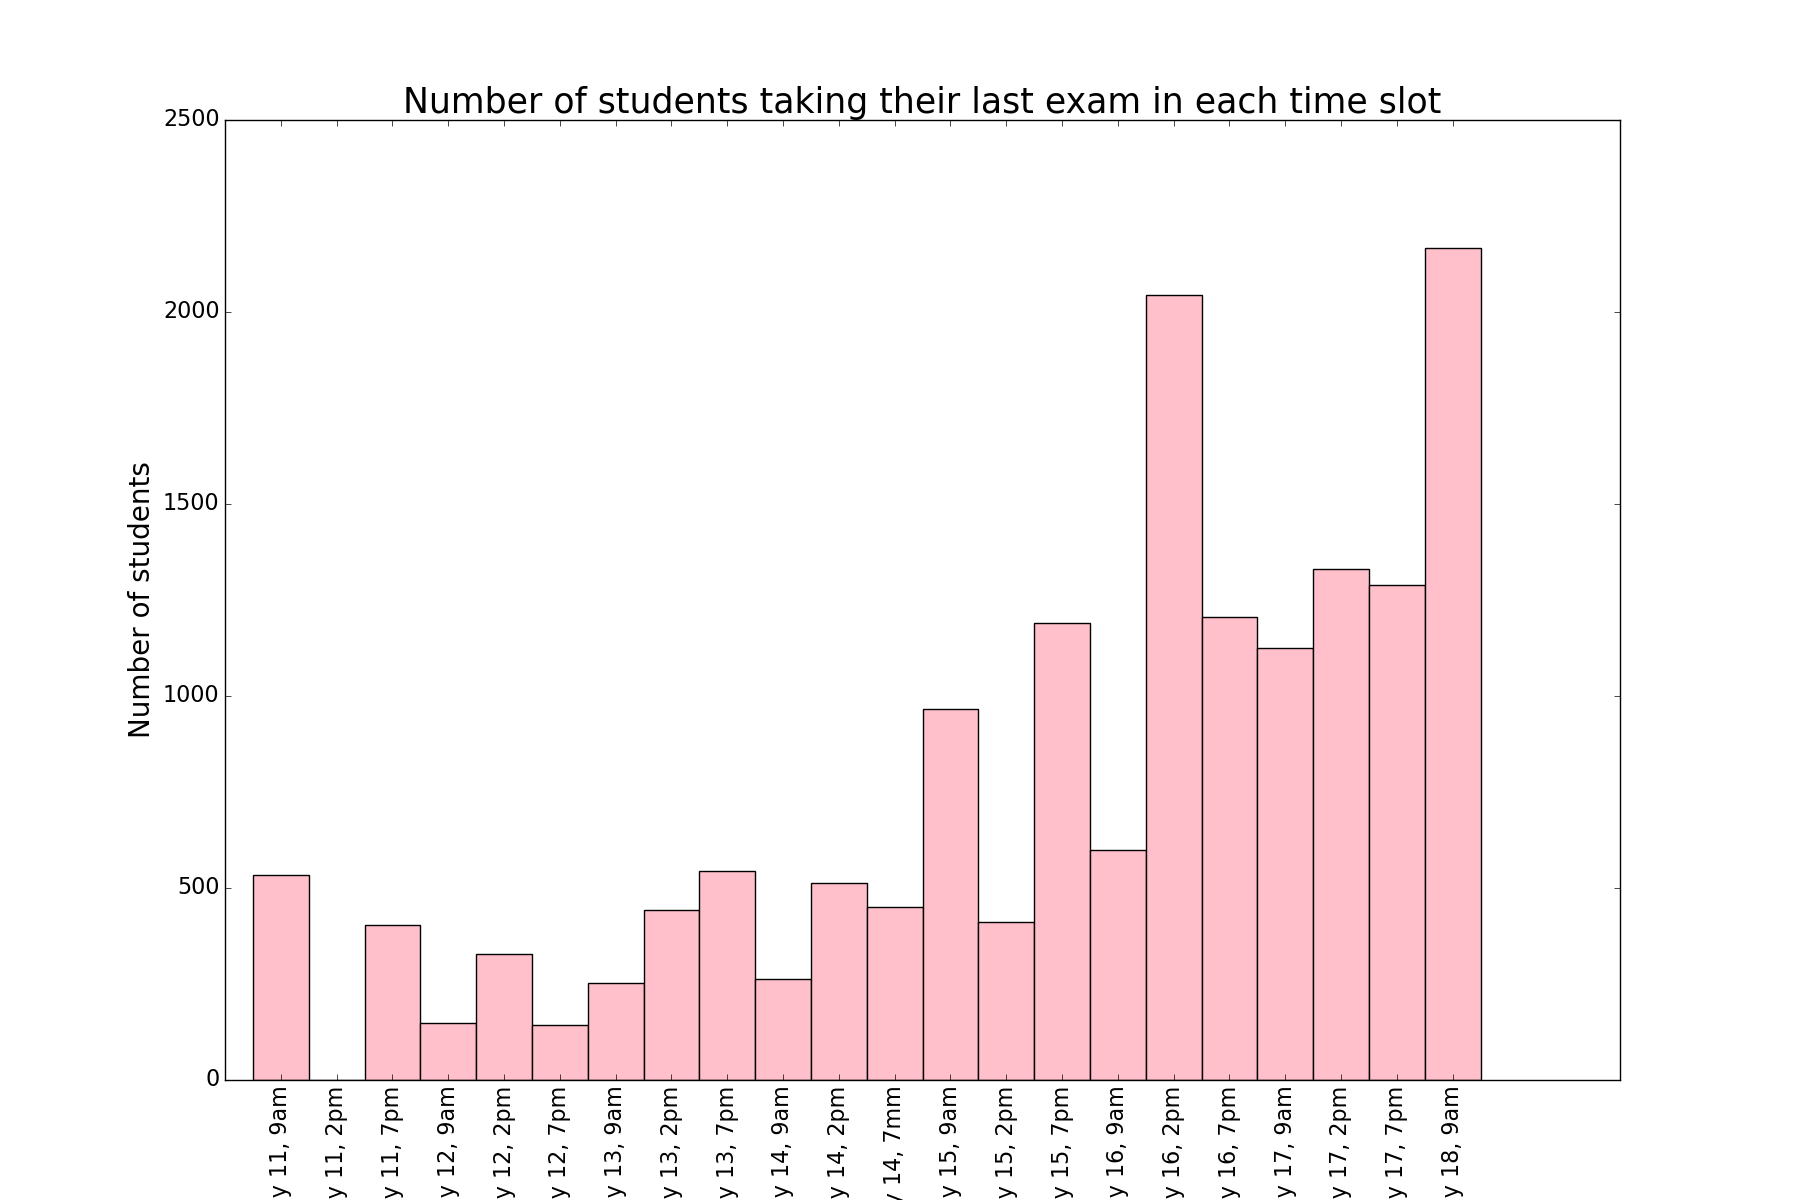 Number of students taking their last exam in each time slot
Number of students
2500
2000
1500
1000
500
0
y 11, 9am
y 11, 2pm
y 11, 7pm
y 12, 9am
y 12, 2pm
y 12, 7pm
y 13, 9am
y 13, 2pm
y 13, 7pm
y 14, 9am
y 14, 2pm
y 14, 7mm
y 15, 9am
y 15, 2pm
y 15, 7pm
y 16, 9am
y 16, 2pm
y 16, 7pm
y 17, 9am
y 17, 2pm
y 17, 7pm
y 18, 9am